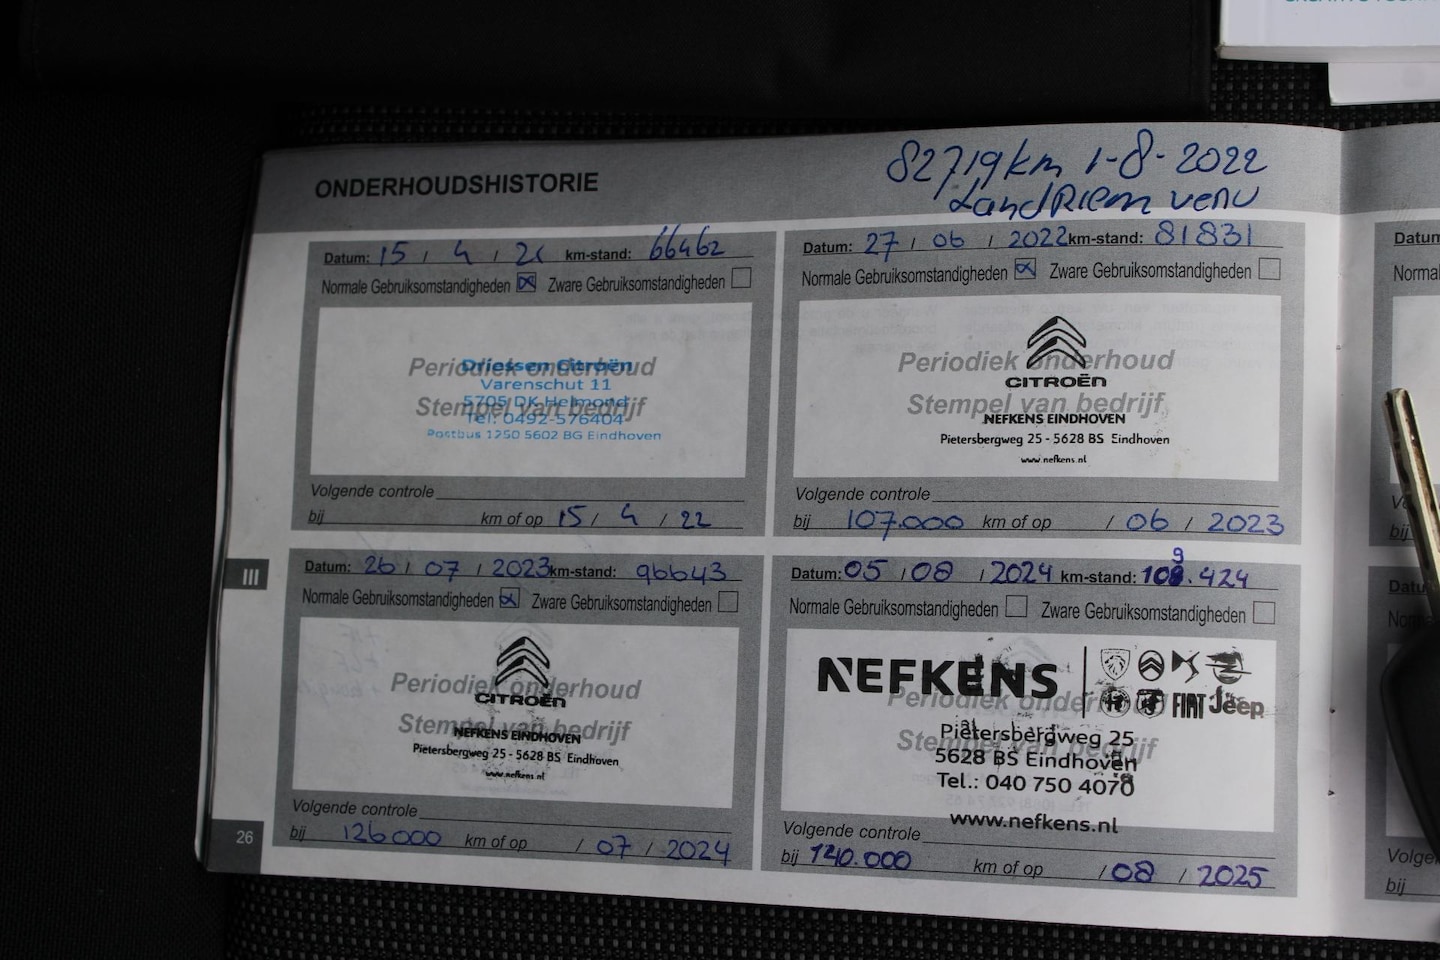 ONDERHOUDSHISTORIE
82719km 1-8-2022
Datum: 15 / 4 / 21 km-stand: 66462
Normale Gebruiksomstandigheden ☒ Zware Gebruiksomstandigheden ☐
Periodiek onderhoud
Stempel van bedrijf
Driessen Citroën
Varenschut 11
5705 DK Helmond
Tel: 0492-576404
Postbus 1250 5602 BG Eindhoven
Volgende controle
bij km of op 15 / 4 / 22
Datum: 27 / 06 / 2022 km-stand: 81831
Normale Gebruiksomstandigheden ☒ Zware Gebruiksomstandigheden ☐
Periodiek onderhoud
CITROËN
Stempel van bedrijf
NEFKENS EINDHOVEN
Pietersbergweg 25 - 5628 BS Eindhoven
www.nefkens.nl
Volgende controle
bij 107.000 km of op / 06 / 2023
III
Datum: 26 / 07 / 2023 km-stand: 96643
Normale Gebruiksomstandigheden ☒ Zware Gebruiksomstandigheden ☐
Periodiek onderhoud
CITROËN
Stempel van bedrijf
NEFKENS EINDHOVEN
Pietersbergweg 25 - 5628 BS Eindhoven
www.nefkens.nl
Volgende controle
bij 126000 km of op / 07 / 2024
Datum: 05 / 08 / 2024 km-stand: 109.424
Normale Gebruiksomstandigheden ☐ Zware Gebruiksomstandigheden ☐
NEFKENS
FIAT Jeep
Periodiek onderhoud
Stempel van bedrijf
Pietersbergweg 25
5628 BS Eindhoven
Tel.: 040 750 4070
www.nefkens.nl
Volgende controle
bij 140.000 km of op / 08 / 2025
26